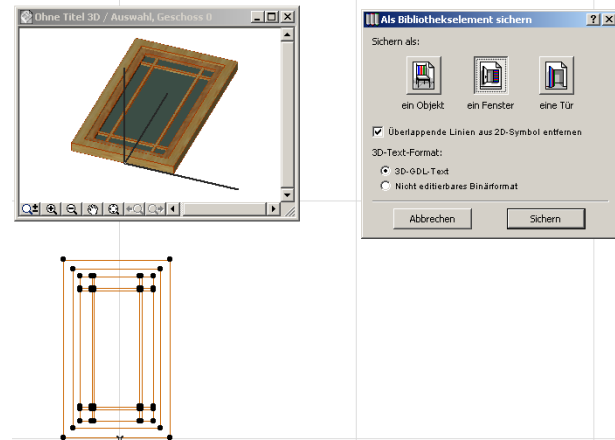 Ohne Titel 3D / Auswahl, Geschoss 0
Als Bibliothekselement sichern
Sichern als:
ein Objekt ein Fenster eine Tür
Überlappende Linien aus 2D-Symbol entfernen
3D-Text-Format:
3D-GDL-Text
Nicht editierbares Binärformat
Abbrechen Sichern